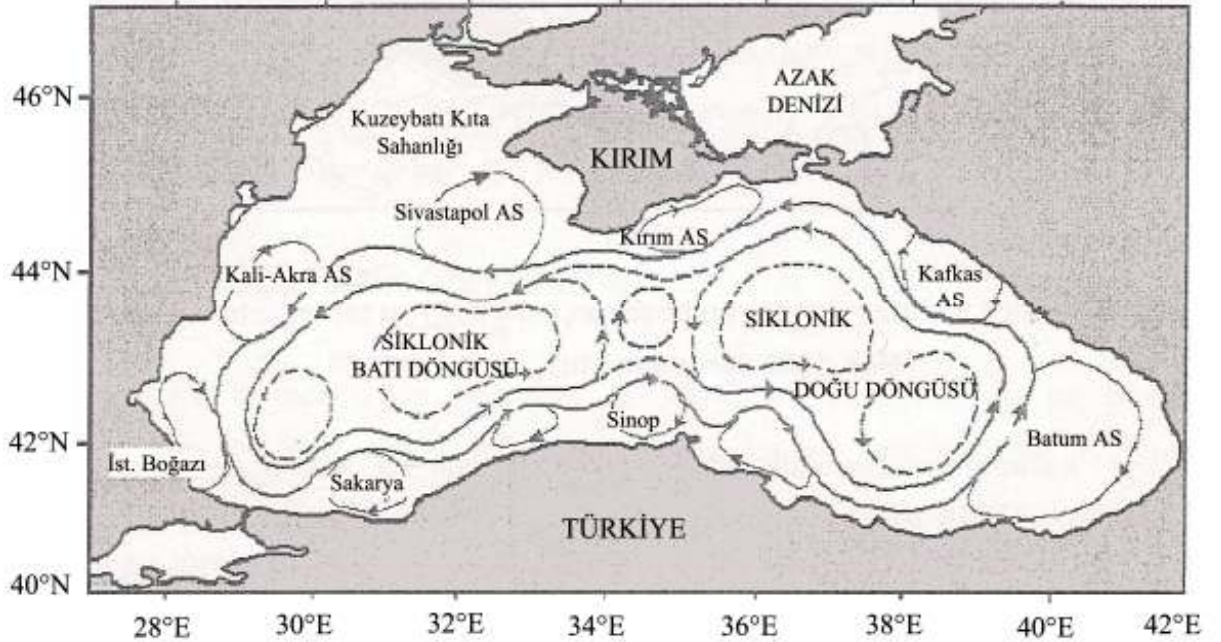 46°N
44°N
42°N
40°N
AZAK
DENİZİ
Kuzeybatı Kıta
Sahanlığı
KIRIM
Sivastapol AS
Kırım AS
Kali-Akra AS
Kafkas
AS
SİKLONİK
BATI DÖNGÜSÜ
SİKLONİK
DOĞU DÖNGÜSÜ
Sinop
Batum AS
İst. Boğazı
Sakarya
TÜRKİYE
28°E
30°E
32°E
34°E
36°E
38°E
40°E
42°E